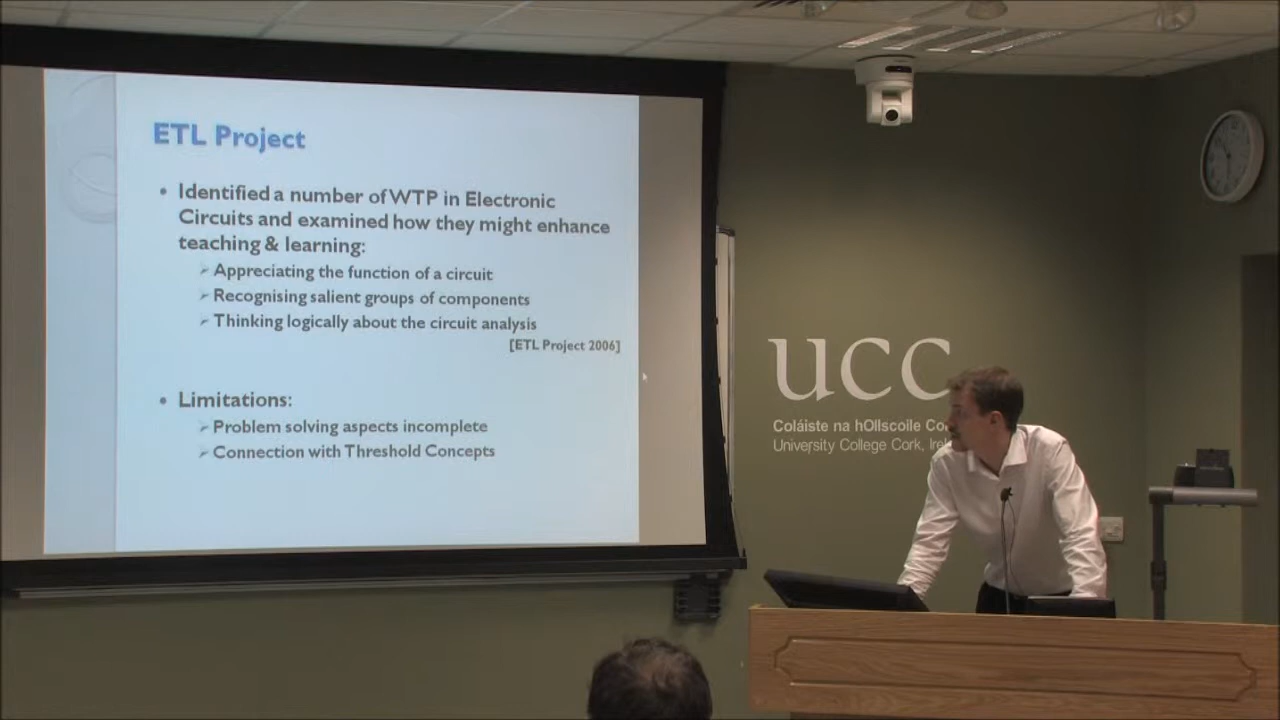 ETL Project
• Identified a number of WTP in Electronic
Circuits and examined how they might enhance
teaching & learning:
➢ Appreciating the function of a circuit
➢ Recognising salient groups of components
➢ Thinking logically about the circuit analysis
[ETL Project 2006]
• Limitations:
➢ Problem solving aspects incomplete
➢ Connection with Threshold Concepts
UCC
Coláiste na hOllscoile Co
University College Cork, Irel